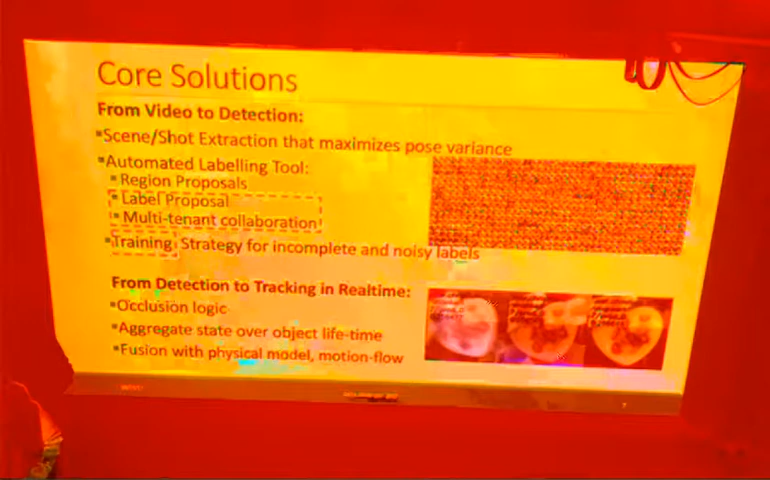 Core Solutions
From Video to Detection:
▪Scene/Shot Extraction that maximizes pose variance
▪Automated Labelling Tool:
▪Region Proposals
▪Label Proposal
▪Multi-tenant collaboration
▪Training: Strategy for incomplete and noisy labels
From Detection to Tracking in Realtime:
▪Occlusion logic
▪Aggregate state over object life-time
▪Fusion with physical model, motion-flow